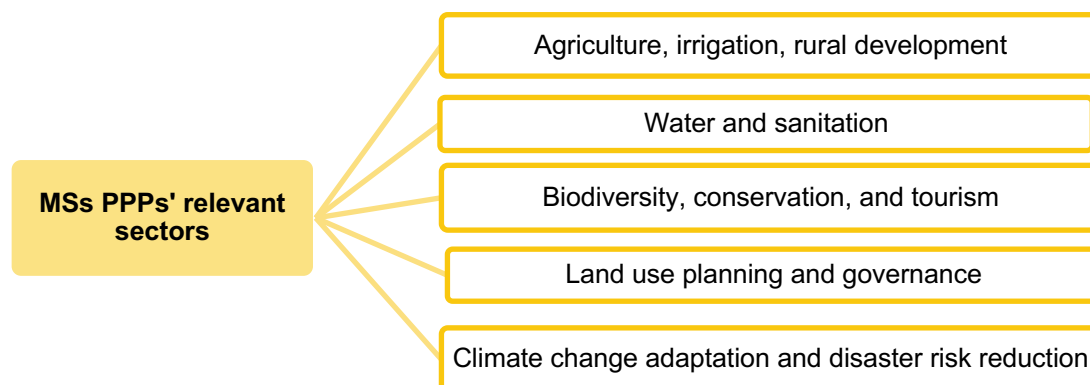 MSs PPPs' relevant
sectors
Agriculture, irrigation, rural development
Water and sanitation
Biodiversity, conservation, and tourism
Land use planning and governance
Climate change adaptation and disaster risk reduction